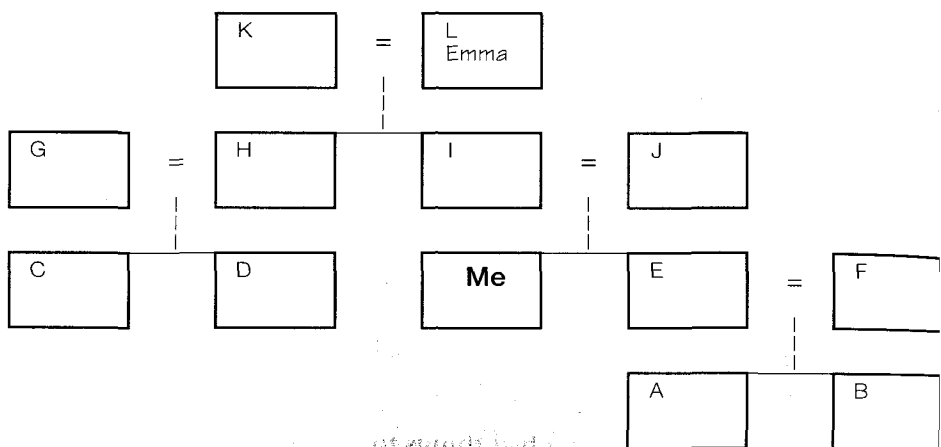 K = L
Emma
G = H I = J
C D Me E = F
A B